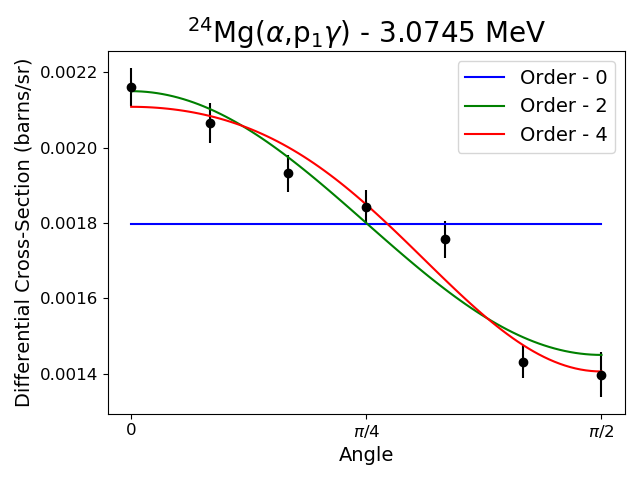 ²⁴Mg(α,p₁γ) - 3.0745 MeV
Differential Cross-Section (barns/sr)
0.0022
0.0020
0.0018
0.0016
0.0014
Order - 0
Order - 2
Order - 4
0
π/4
π/2
Angle